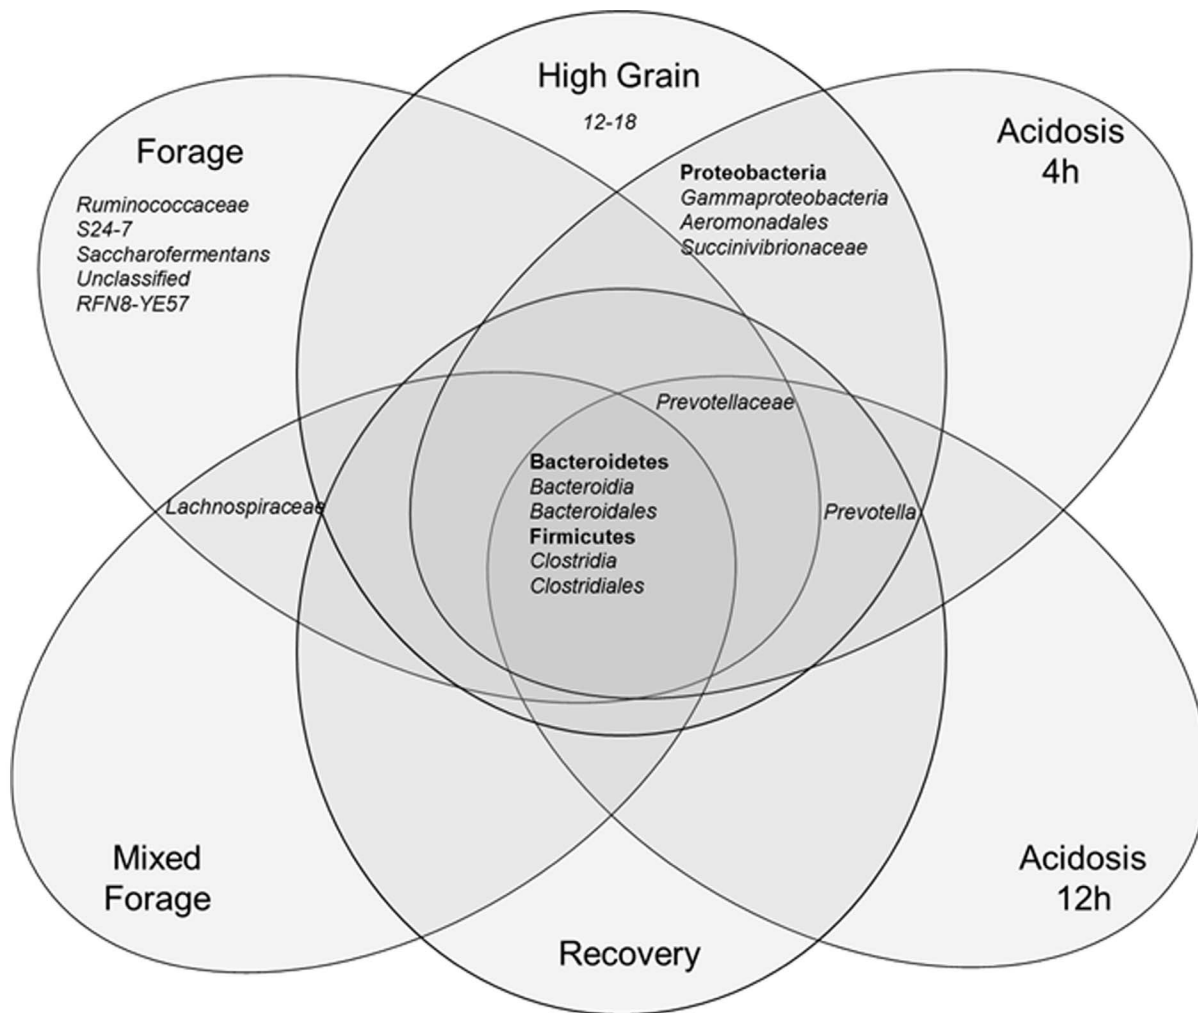 High Grain
12-18
Forage
Ruminococcaceae
S24-7
Saccharofermentans
Unclassified
RFN8-YE57
Acidosis
4h
Proteobacteria
Gammaproteobacteria
Aeromonadales
Succinivibrionaceae
Prevotellaceae
Bacteroidetes
Bacteroidia
Bacteroidales
Firmicutes
Clostridia
Clostridiales
Lachnospiraceae
Prevotella
Mixed
Forage
Recovery
Acidosis
12h